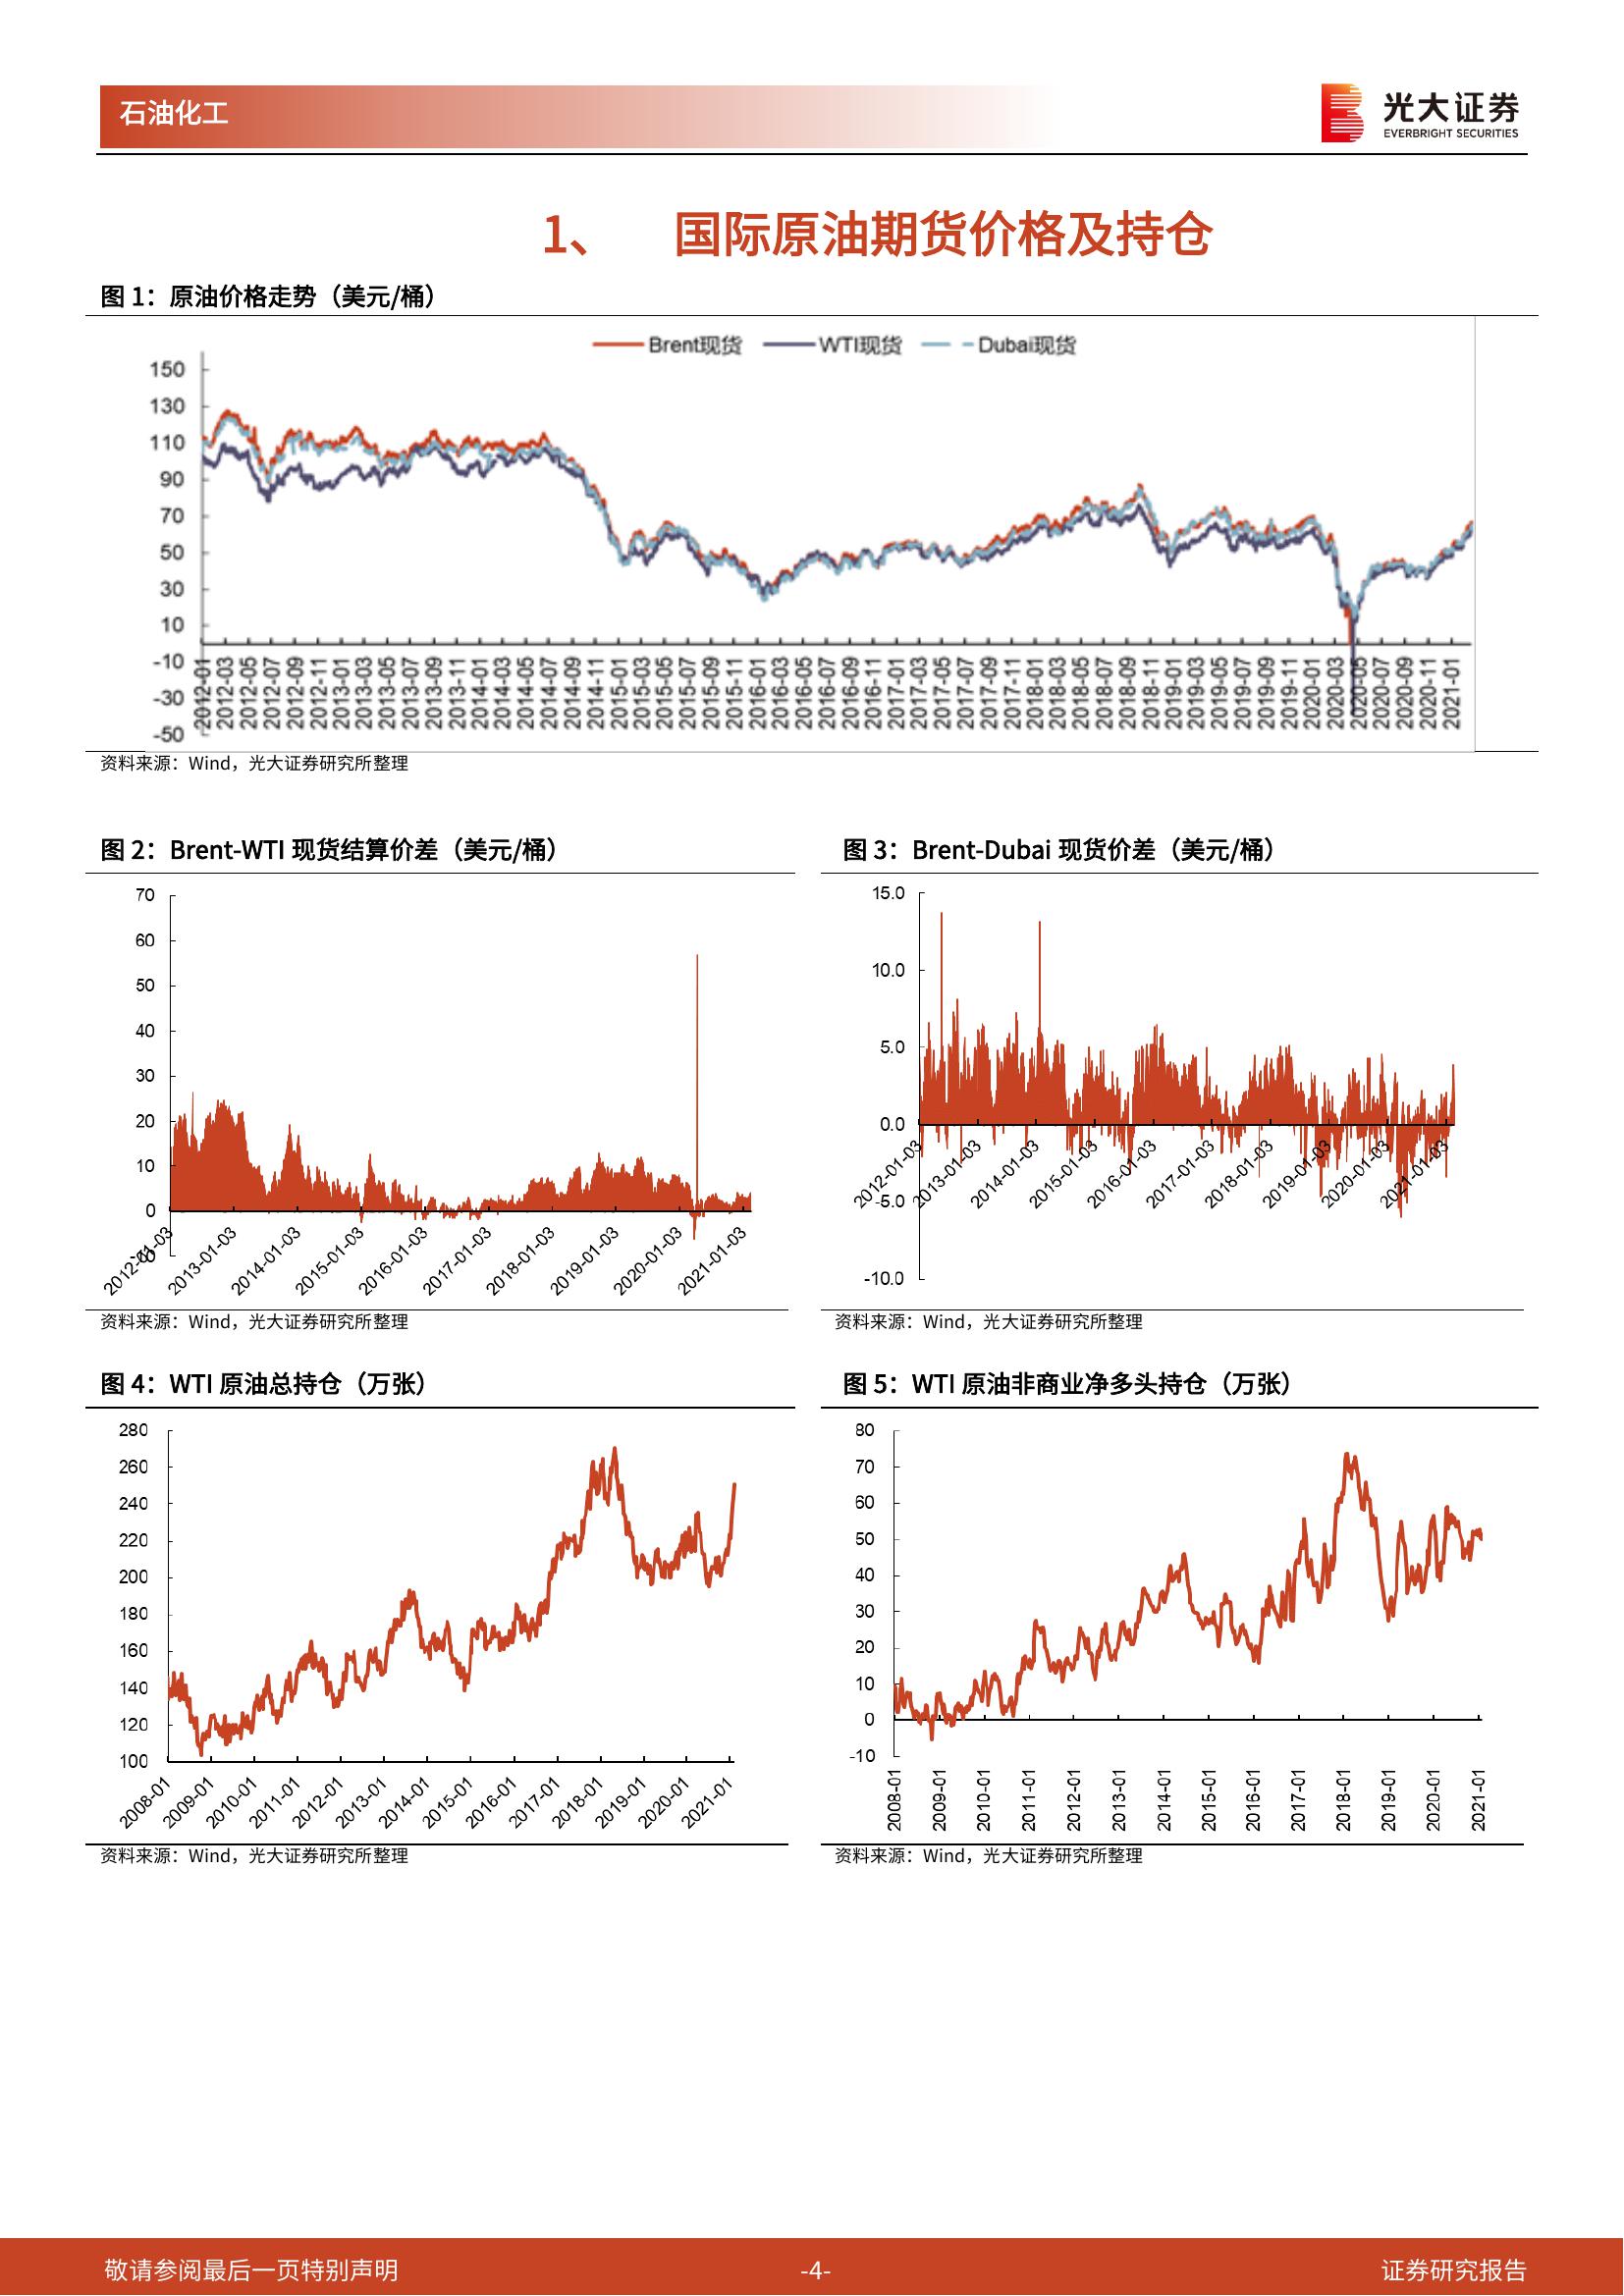 石油化工
光大证券
EVERBRIGHT SECURITIES
1、 国际原油期货价格及持仓
图 1：原油价格走势（美元/桶）
Brent现货 WTI现货 Dubai现货
150
130
110
90
70
50
30
10
-10
-30
-50
2012-01 2012-03 2012-05 2012-07 2012-09 2012-11 2013-01 2013-03 2013-05 2013-07 2013-09 2013-11 2014-01 2014-03 2014-05 2014-07 2014-09 2014-11 2015-01 2015-03 2015-05 2015-07 2015-09 2015-11 2016-01 2016-03 2016-05 2016-07 2016-09 2016-11 2017-01 2017-03 2017-05 2017-07 2017-09 2017-11 2018-01 2018-03 2018-05 2018-07 2018-09 2018-11 2019-01 2019-03 2019-05 2019-07 2019-09 2019-11 2020-01 2020-03 2020-05 2020-07 2020-09 2020-11 2021-01
资料来源：Wind，光大证券研究所整理
图 2：Brent-WTI 现货结算价差（美元/桶）
70
60
50
40
30
20
10
0
-10
2012-01-03 2013-01-03 2014-01-03 2015-01-03 2016-01-03 2017-01-03 2018-01-03 2019-01-03 2020-01-03 2021-01-03
资料来源：Wind，光大证券研究所整理
图 3：Brent-Dubai 现货价差（美元/桶）
15.0
10.0
5.0
0.0
-5.0
-10.0
2012-01-03 2013-01-03 2014-01-03 2015-01-03 2016-01-03 2017-01-03 2018-01-03 2019-01-03 2020-01-03 2021-01-03
资料来源：Wind，光大证券研究所整理
图 4：WTI 原油总持仓（万张）
280
260
240
220
200
180
160
140
120
100
2008-01 2009-01 2010-01 2011-01 2012-01 2013-01 2014-01 2015-01 2016-01 2017-01 2018-01 2019-01 2020-01 2021-01
资料来源：Wind，光大证券研究所整理
图 5：WTI 原油非商业净多头持仓（万张）
80
70
60
50
40
30
20
10
0
-10
2008-01 2009-01 2010-01 2011-01 2012-01 2013-01 2014-01 2015-01 2016-01 2017-01 2018-01 2019-01 2020-01 2021-01
资料来源：Wind，光大证券研究所整理
敬请参阅最后一页特别声明 -4- 证券研究报告